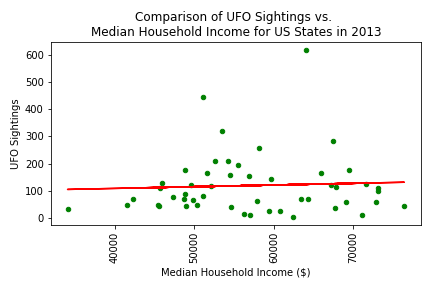 Comparison of UFO Sightings vs.
Median Household Income for US States in 2013
600
500
400
300
200
100
0
UFO Sightings
40000
50000
60000
70000
Median Household Income ($)